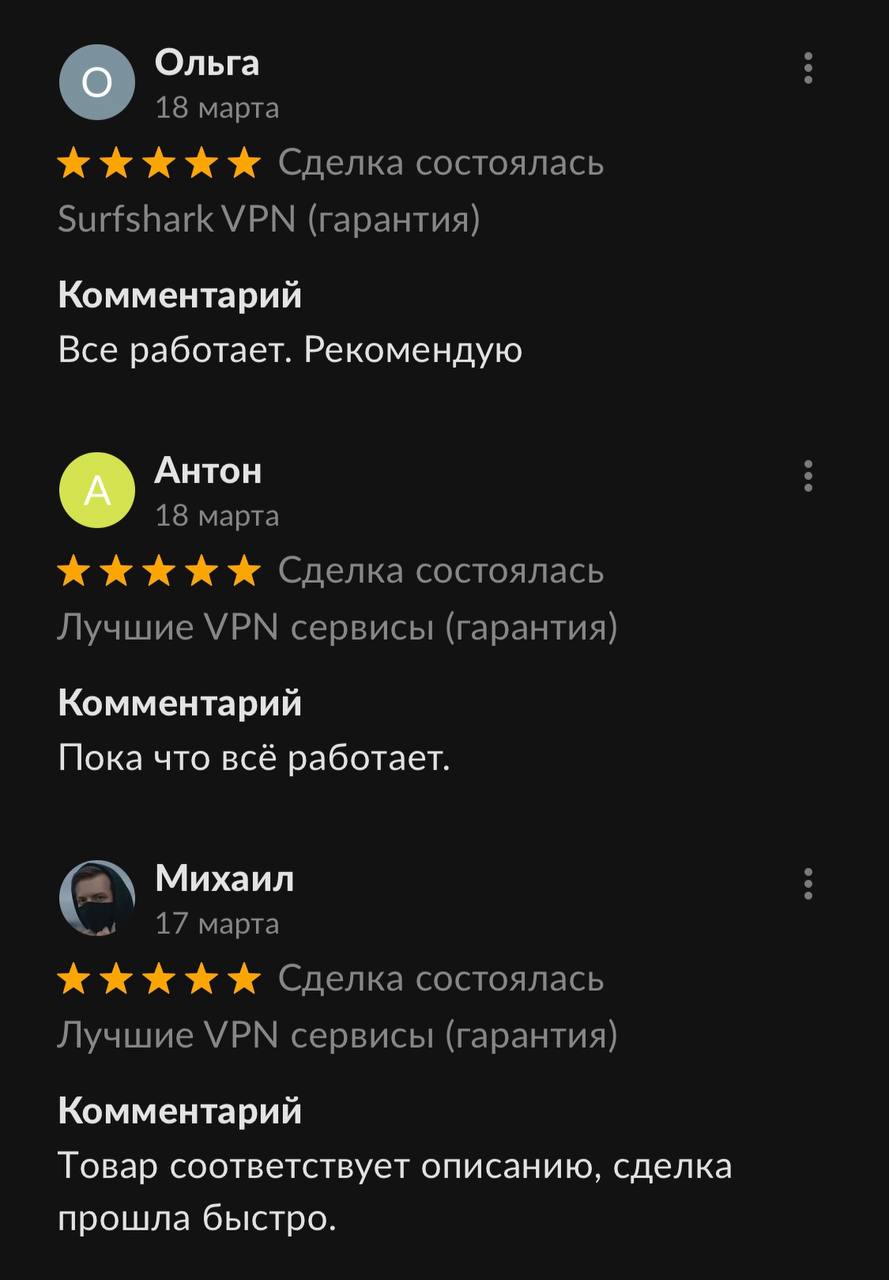 О
Ольга
18 марта
Сделка состоялась
Surfshark VPN (гарантия)
Комментарий
Все работает. Рекомендую
А
Антон
18 марта
Сделка состоялась
Лучшие VPN сервисы (гарантия)
Комментарий
Пока что всё работает.
Михаил
17 марта
Сделка состоялась
Лучшие VPN сервисы (гарантия)
Комментарий
Товар соответствует описанию, сделка
прошла быстро.